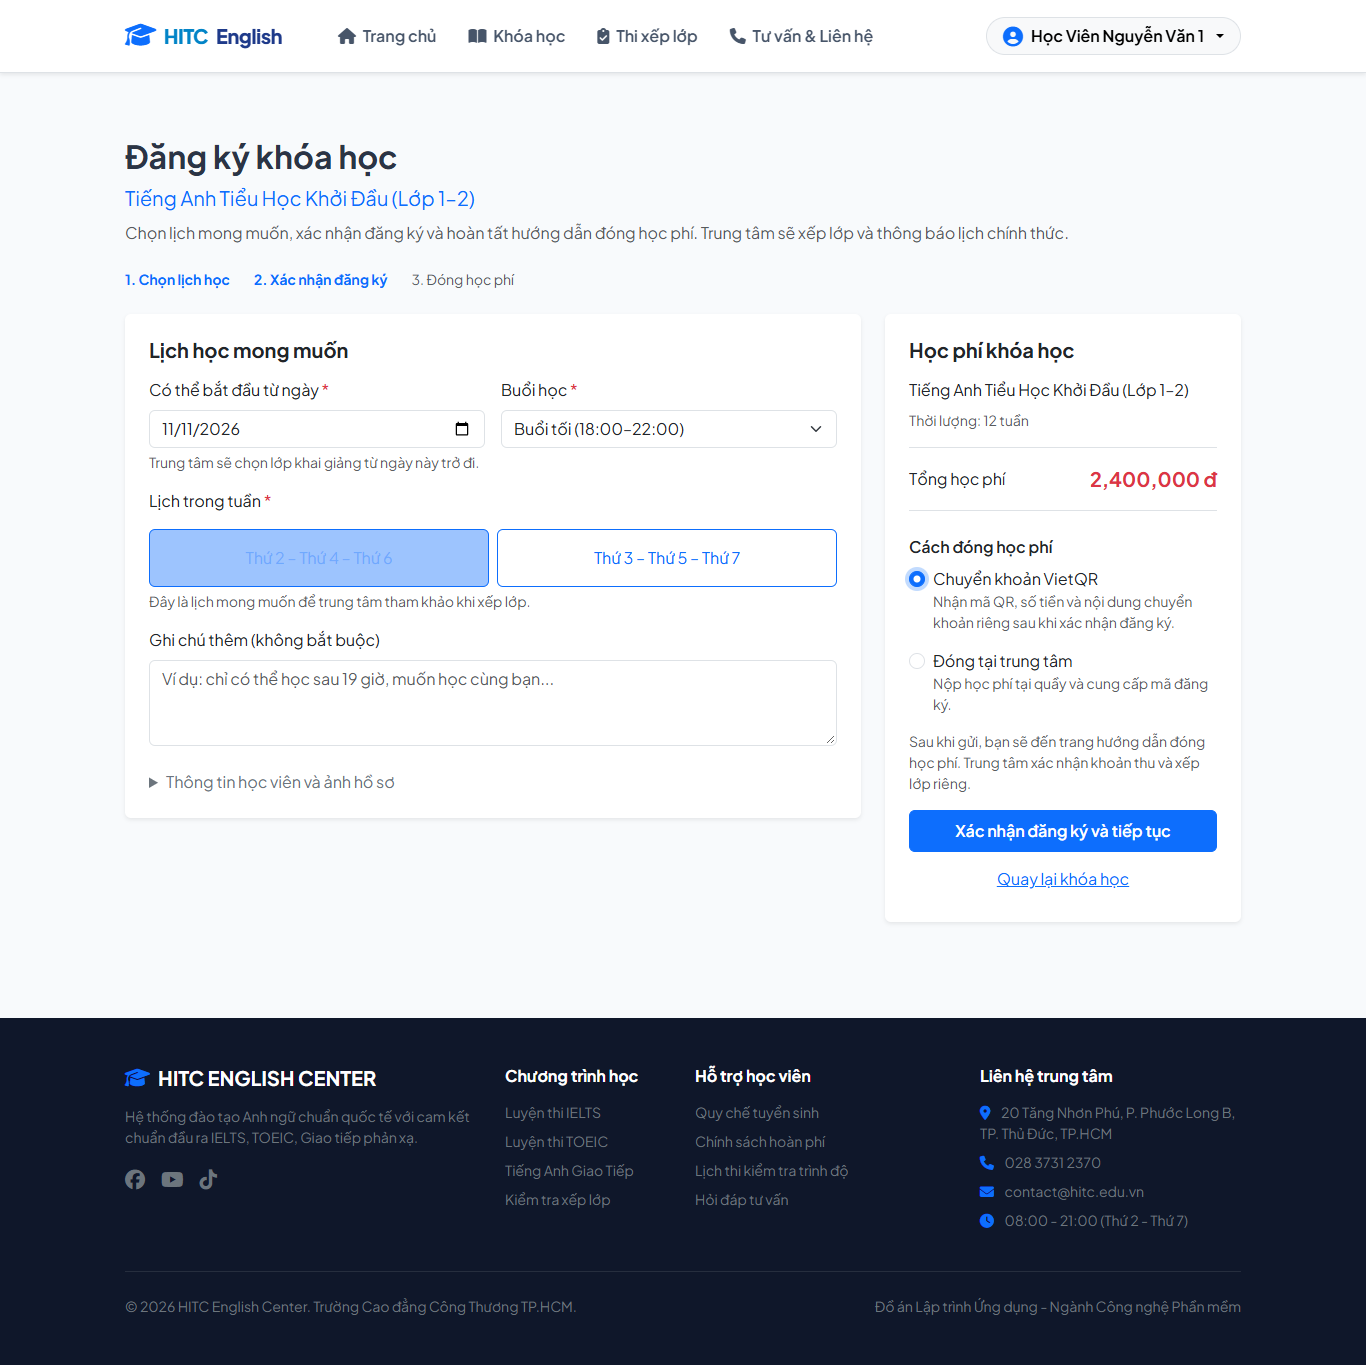 HITC English
Trang chủ
Khóa học
Thi xếp lớp
Tư vấn & Liên hệ
Học Viên Nguyễn Văn 1
Đăng ký khóa học
Tiếng Anh Tiểu Học Khởi Đầu (Lớp 1–2)
Chọn lịch mong muốn, xác nhận đăng ký và hoàn tất hướng dẫn đóng học phí. Trung tâm sẽ xếp lớp và thông báo lịch chính thức.
1. Chọn lịch học
2. Xác nhận đăng ký
3. Đóng học phí
Lịch học mong muốn
Có thể bắt đầu từ ngày *
11/11/2026
Trung tâm sẽ chọn lớp khai giảng từ ngày này trở đi.
Buổi học *
Buổi tối (18:00–22:00)
Lịch trong tuần *
Thứ 2 – Thứ 4 – Thứ 6
Thứ 3 – Thứ 5 – Thứ 7
Đây là lịch mong muốn để trung tâm tham khảo khi xếp lớp.
Ghi chú thêm (không bắt buộc)
Ví dụ: chỉ có thể học sau 19 giờ, muốn học cùng bạn...
Thông tin học viên và ảnh hồ sơ
Học phí khóa học
Tiếng Anh Tiểu Học Khởi Đầu (Lớp 1–2)
Thời lượng: 12 tuần
Tổng học phí
2,400,000 đ
Cách đóng học phí
Chuyển khoản VietQR
Nhận mã QR, số tiền và nội dung chuyển
khoản riêng sau khi xác nhận đăng ký.
Đóng tại trung tâm
Nộp học phí tại quầy và cung cấp mã đăng
ký.
Sau khi gửi, bạn sẽ đến trang hướng dẫn đóng
học phí. Trung tâm xác nhận khoản thu và xếp
lớp riêng.
Xác nhận đăng ký và tiếp tục
Quay lại khóa học
HITC ENGLISH CENTER
Hệ thống đào tạo Anh ngữ chuẩn quốc tế với cam kết
chuẩn đầu ra IELTS, TOEIC, Giao tiếp phản xạ.
Chương trình học
Luyện thi IELTS
Luyện thi TOEIC
Tiếng Anh Giao Tiếp
Kiểm tra xếp lớp
Hỗ trợ học viên
Quy chế tuyển sinh
Chính sách hoàn phí
Lịch thi kiểm tra trình độ
Hỏi đáp tư vấn
Liên hệ trung tâm
20 Tăng Nhơn Phú, P. Phước Long B,
TP. Thủ Đức, TP.HCM
028 3731 2370
contact@hitc.edu.vn
08:00 - 21:00 (Thứ 2 - Thứ 7)
© 2026 HITC English Center. Trường Cao đẳng Công Thương TP.HCM.
Đồ án Lập trình Ứng dụng - Ngành Công nghệ Phần mềm